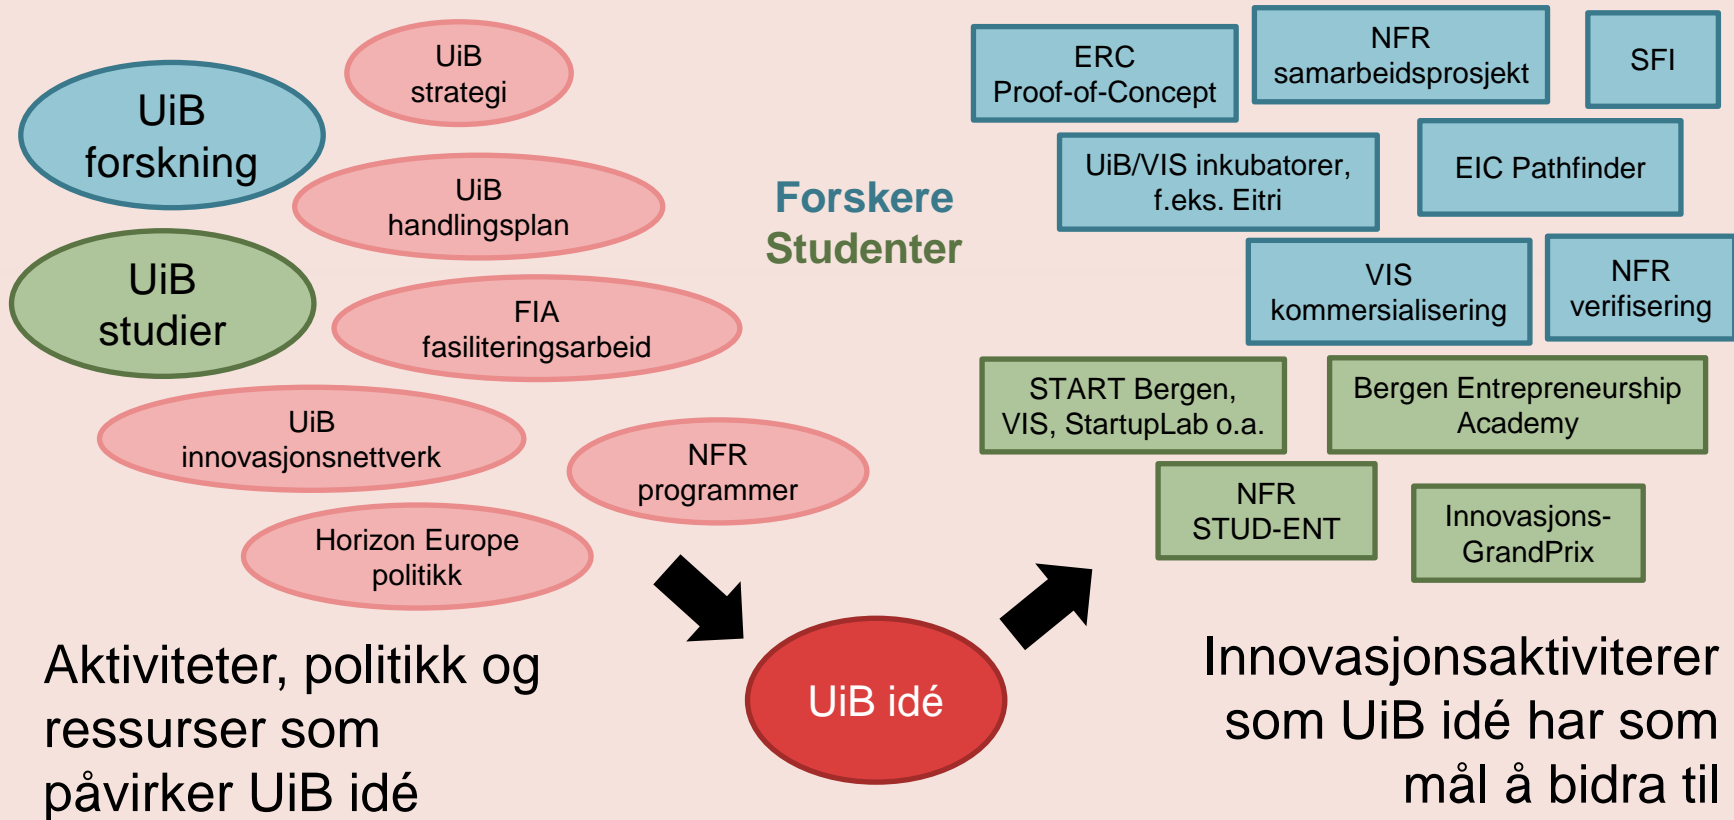 UiB
strategi
UiB
forskning
UiB
handlingsplan
UiB
studier
FIA
fasiliteringsarbeid
UiB
innovasjonsnettverk
NFR
programmer
Horizon Europe
politikk
Aktiviteter, politikk og
ressurser som
påvirker UiB idé
UiB idé
Forskere
Studenter
ERC
Proof-of-Concept
NFR
samarbeidsprosjekt
SFI
UiB/VIS inkubatorer,
f.eks. Eitri
EIC Pathfinder
VIS
kommersialisering
NFR
verifisering
START Bergen,
VIS, StartupLab o.a.
Bergen Entrepreneurship
Academy
NFR
STUD-ENT
Innovasjons-
GrandPrix
Innovasjonsaktiviterer
som UiB idé har som
mål å bidra til